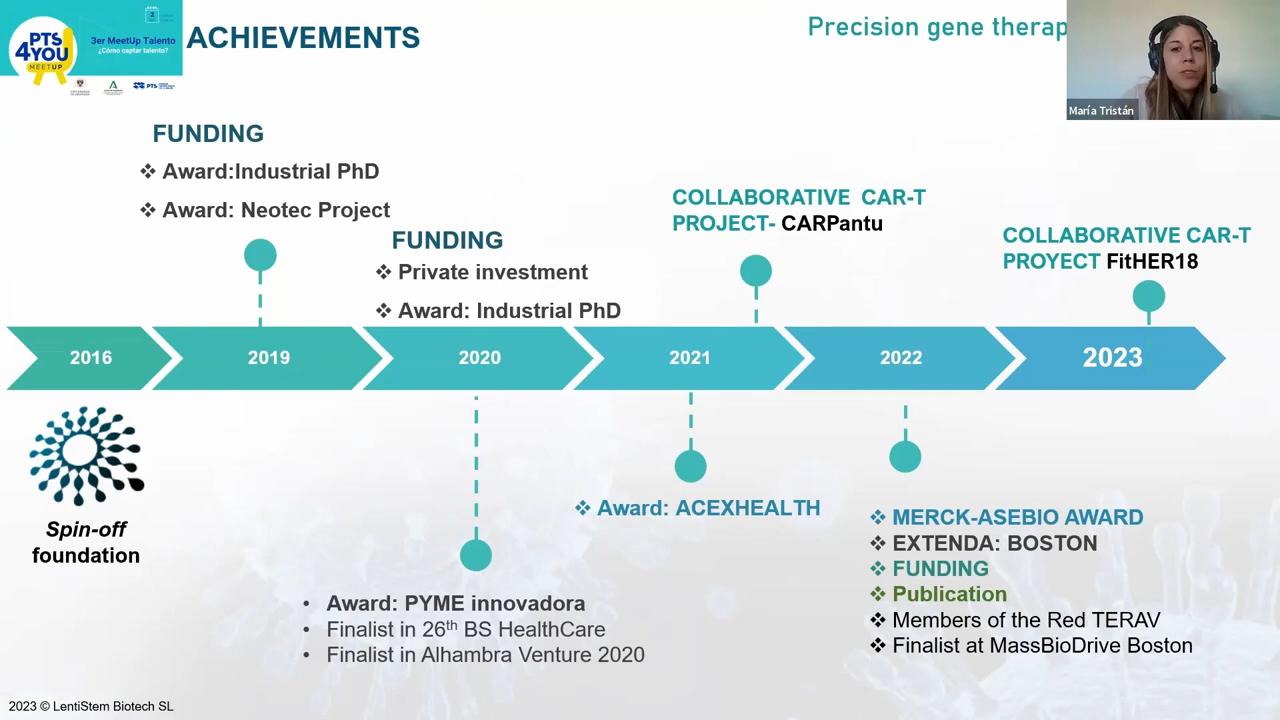 PTS
4YOU
MEETUP
2
3er MeetUp Talento
¿Cómo captar talento?
PTS
ACHIEVEMENTS
Precision gene therap
María Tristán
FUNDING
❖ Award:Industrial PhD
❖ Award: Neotec Project
FUNDING
❖ Private investment
❖ Award: Industrial PhD
COLLABORATIVE CAR-T
PROJECT- CARPantu
COLLABORATIVE CAR-T
PROYECT FitHER18
2016
2019
2020
2021
2022
2023
Spin-off
foundation
❖ Award: ACEXHEALTH
• Award: PYME innovadora
• Finalist in 26th BS HealthCare
• Finalist in Alhambra Venture 2020
❖ MERCK-ASEBIO AWARD
❖ EXTENDA: BOSTON
❖ FUNDING
❖ Publication
❖ Members of the Red TERAV
❖ Finalist at MassBioDrive Boston
2023 © LentiStem Biotech SL